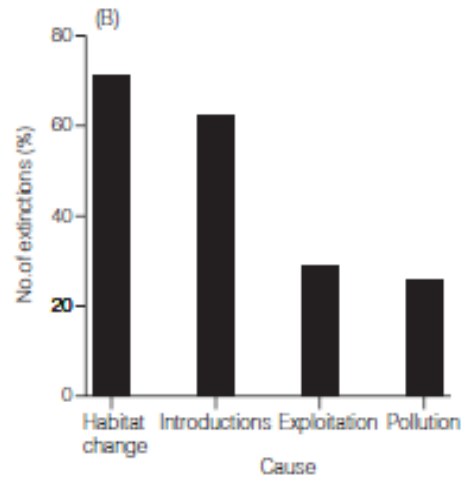 (B)
80
60
40
20
0
No.of extinctions (%)
Habitat change
Introductions
Exploitation
Pollution
Cause